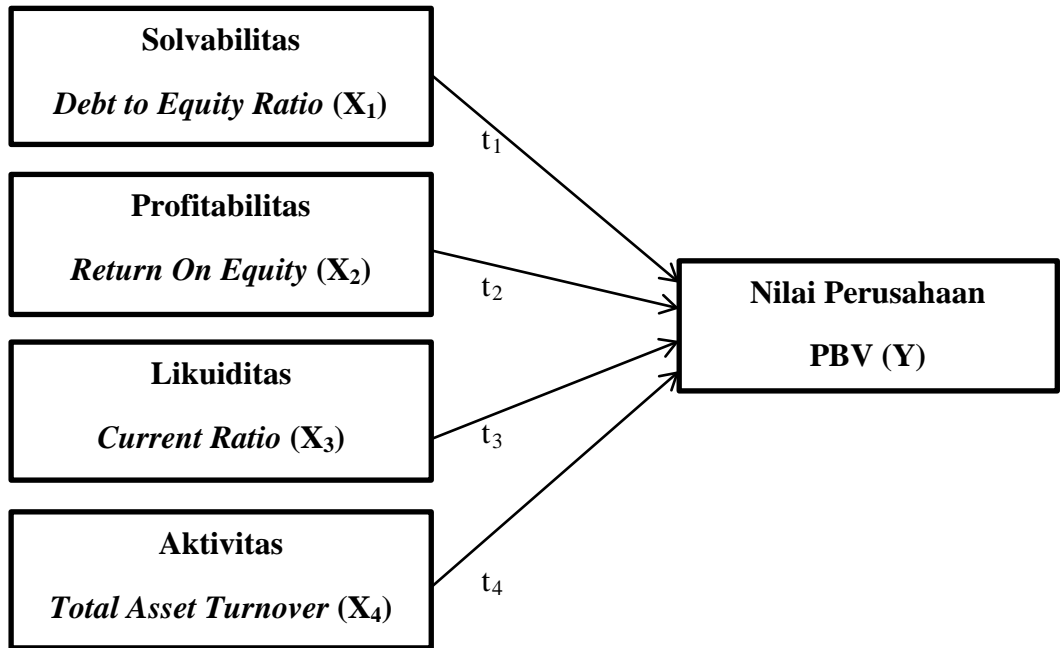 Solvabilitas
Debt to Equity Ratio (X₁)
t₁
Profitabilitas
Return On Equity (X₂)
t₂
Likuiditas
Current Ratio (X₃)
t₃
Aktivitas
Total Asset Turnover (X₄)
t₄
Nilai Perusahaan
PBV (Y)